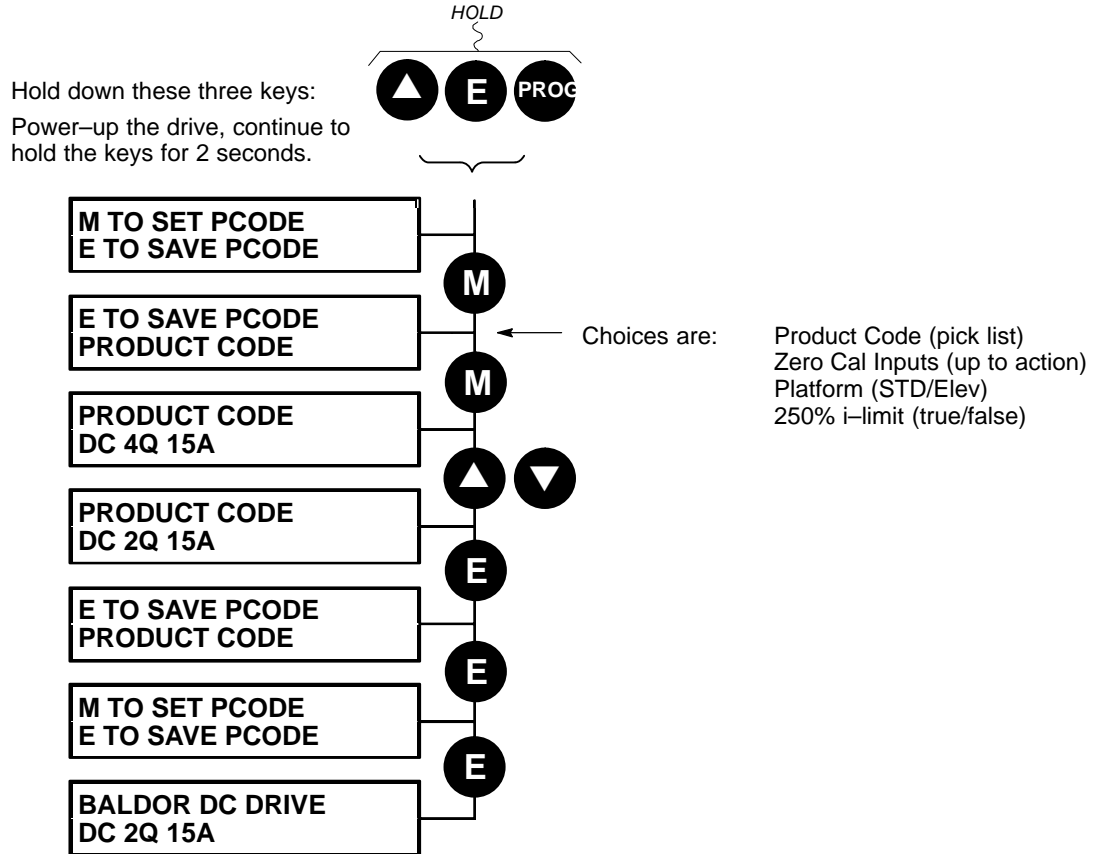 HOLD
▲ E PROG
Hold down these three keys:
Power–up the drive, continue to
hold the keys for 2 seconds.
M TO SET PCODE
E TO SAVE PCODE
M
E TO SAVE PCODE
PRODUCT CODE
Choices are:
Product Code (pick list)
Zero Cal Inputs (up to action)
Platform (STD/Elev)
250% i–limit (true/false)
M
PRODUCT CODE
DC 4Q 15A
▲ ▼
PRODUCT CODE
DC 2Q 15A
E
E TO SAVE PCODE
PRODUCT CODE
E
M TO SET PCODE
E TO SAVE PCODE
E
BALDOR DC DRIVE
DC 2Q 15A